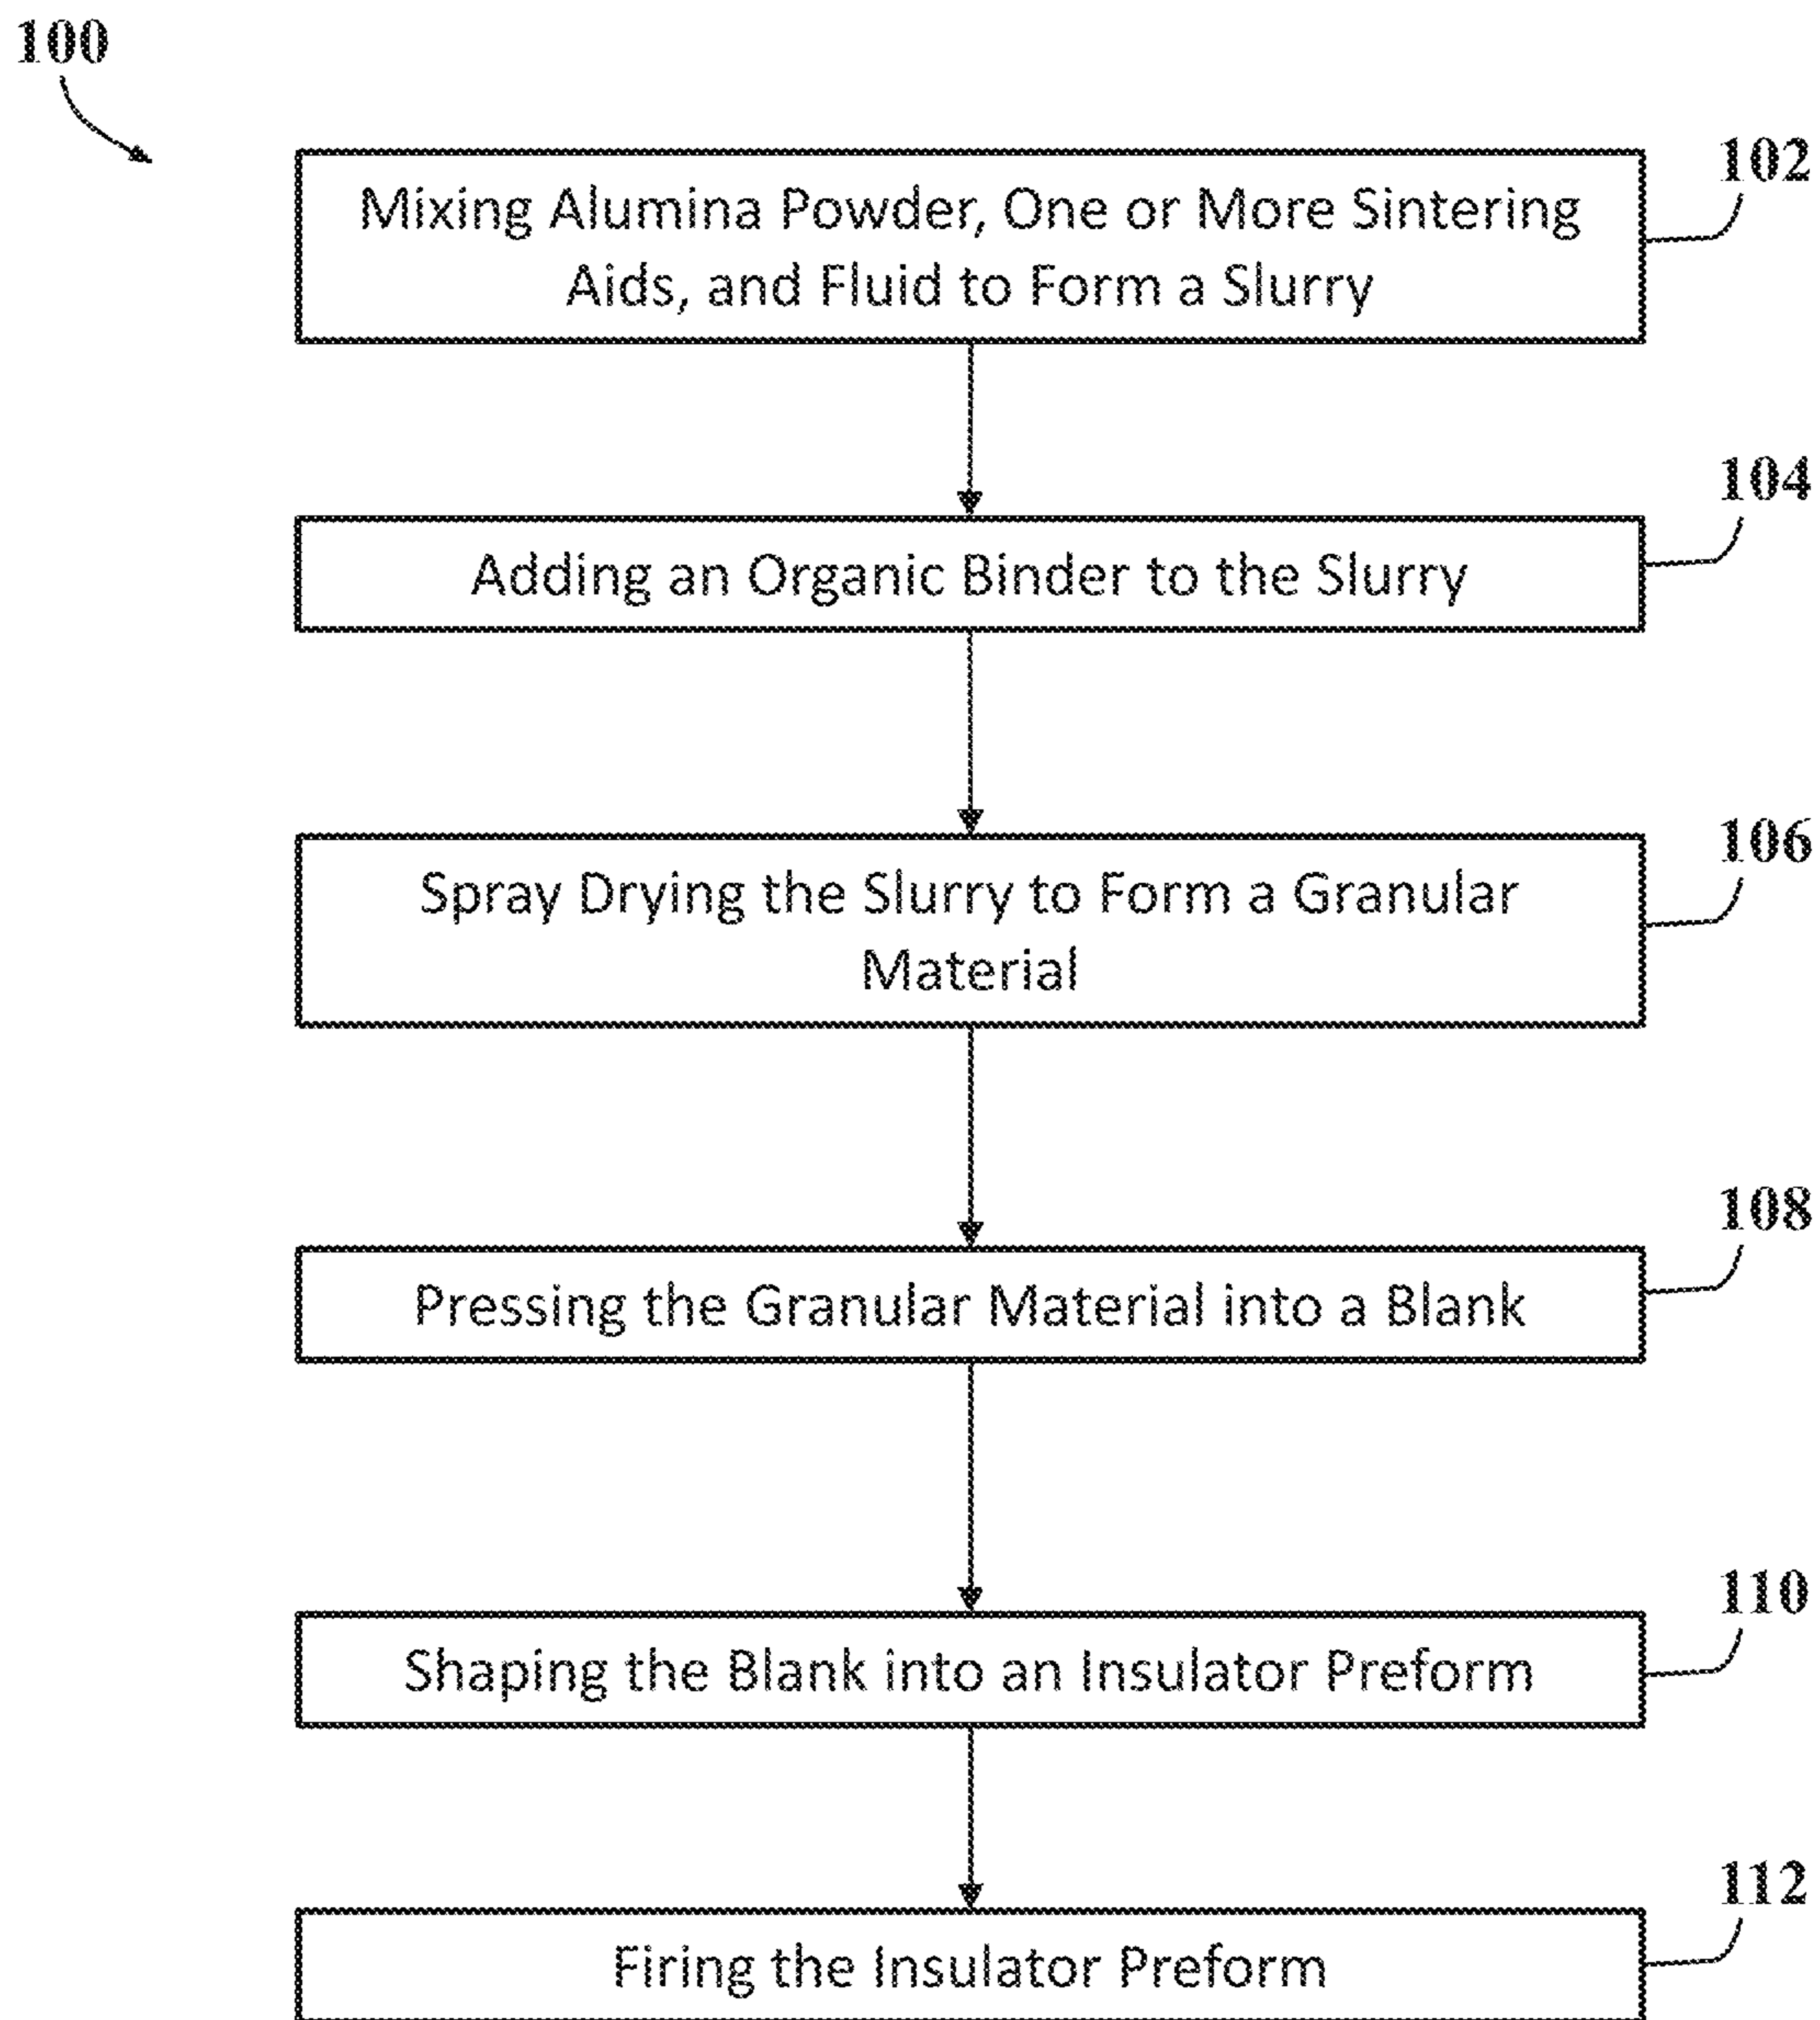 100
102
Mixing Alumina Powder, One or More Sintering
Aids, and Fluid to Form a Slurry
104
Adding an Organic Binder to the Slurry
106
Spray Drying the Slurry to Form a Granular
Material
108
Pressing the Granular Material into a Blank
110
Shaping the Blank into an Insulator Preform
112
Firing the Insulator Preform